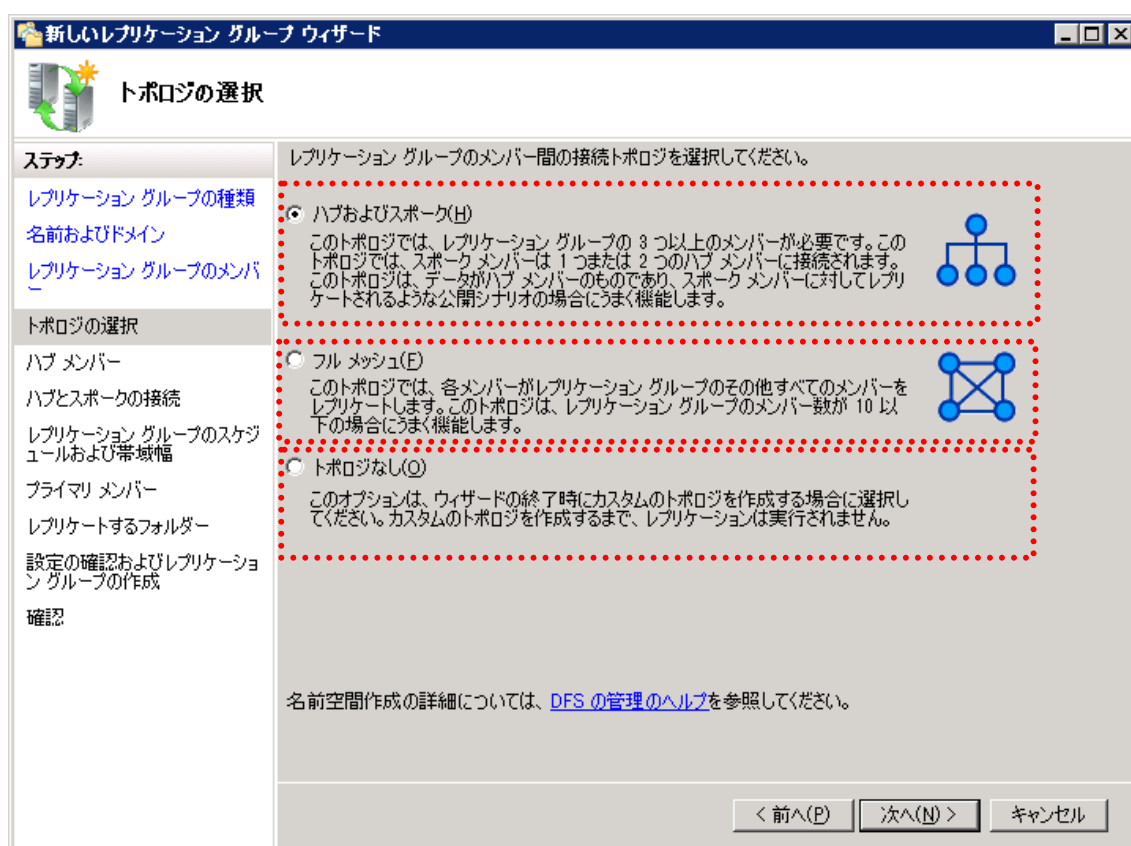 新しいレプリケーション グループ ウィザード
トポロジの選択
ステップ:
レプリケーション グループの種類
名前およびドメイン
レプリケーション グループのメンバ
ー
トポロジの選択
ハブ メンバー
ハブとスポークの接続
レプリケーション グループのスケジ
ュールおよび帯域幅
プライマリ メンバー
レプリケートするフォルダー
設定の確認およびレプリケーショ
ン グループの作成
確認
レプリケーション グループのメンバー間の接続トポロジを選択してください。
ハブおよびスポーク(H)
このトポロジでは、レプリケーション グループの 3 つ以上のメンバーが必要です。この
トポロジでは、スポーク メンバーは 1 つまたは 2 つのハブ メンバーに接続されます。
このトポロジは、データがハブ メンバーのものであり、スポーク メンバーに対してレプリ
ケートされるような公開シナリオの場合にうまく機能します。
フル メッシュ(F)
このトポロジでは、各メンバーがレプリケーション グループのその他すべてのメンバーを
レプリケートします。このトポロジは、レプリケーション グループのメンバー数が 10 以
下の場合にうまく機能します。
トポロジなし(O)
このオプションは、ウィザードの終了時にカスタムのトポロジを作成する場合に選択し
てください。カスタムのトポロジを作成するまで、レプリケーションは実行されません。
名前空間作成の詳細については、DFS の管理のヘルプを参照してください。
< 前へ(P) 次へ(N) > キャンセル